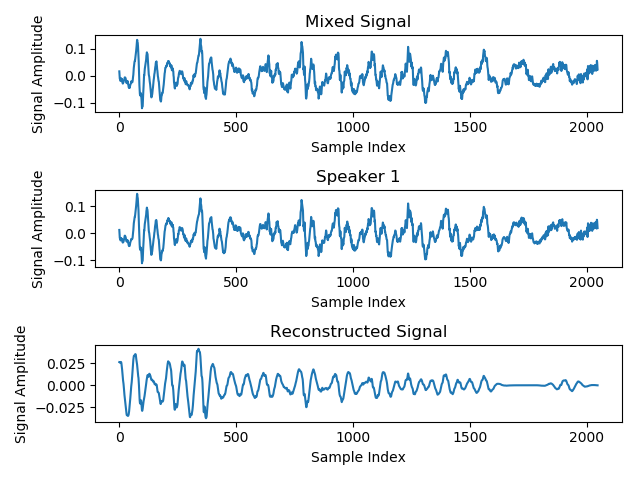 Mixed Signal
Signal Amplitude
0.1
0.0
−0.1
0 500 1000 1500 2000
Sample Index
Speaker 1
Signal Amplitude
0.1
0.0
−0.1
0 500 1000 1500 2000
Sample Index
Reconstructed Signal
Signal Amplitude
0.025
0.000
−0.025
0 500 1000 1500 2000
Sample Index